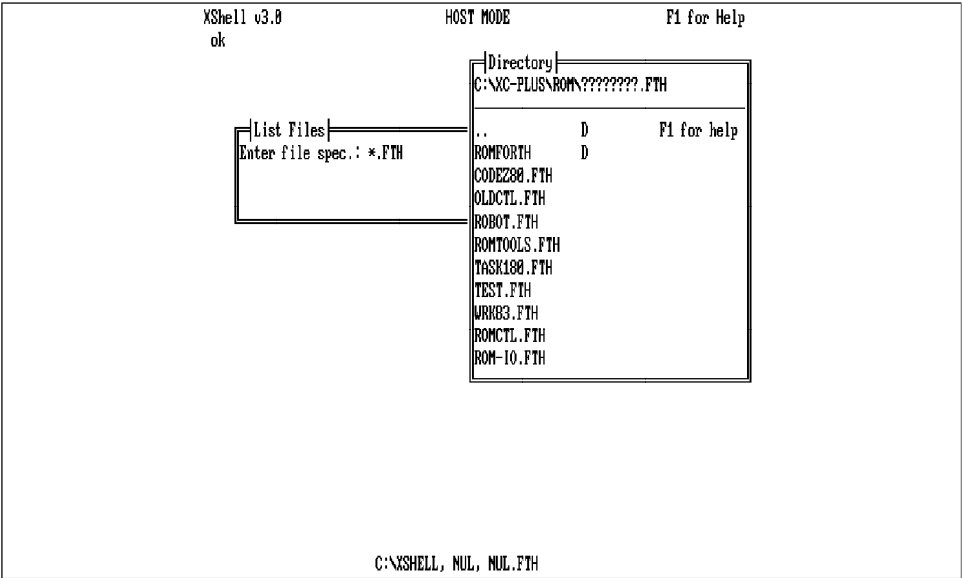 XShell v3.0 HOST MODE F1 for Help
ok
Directory
C:\XC-PLUS\ROM\????????.FTH
List Files
.. D F1 for help
Enter file spec.: *.FTH
ROMFORTH D
CODEZ80.FTH
OLDCTL.FTH
ROBOT.FTH
ROMTOOLS.FTH
TASK180.FTH
TEST.FTH
WRKB3.FTH
ROMCTL.FTH
ROM-IO.FTH
C:\XSHELL, NUL, NUL.FTH